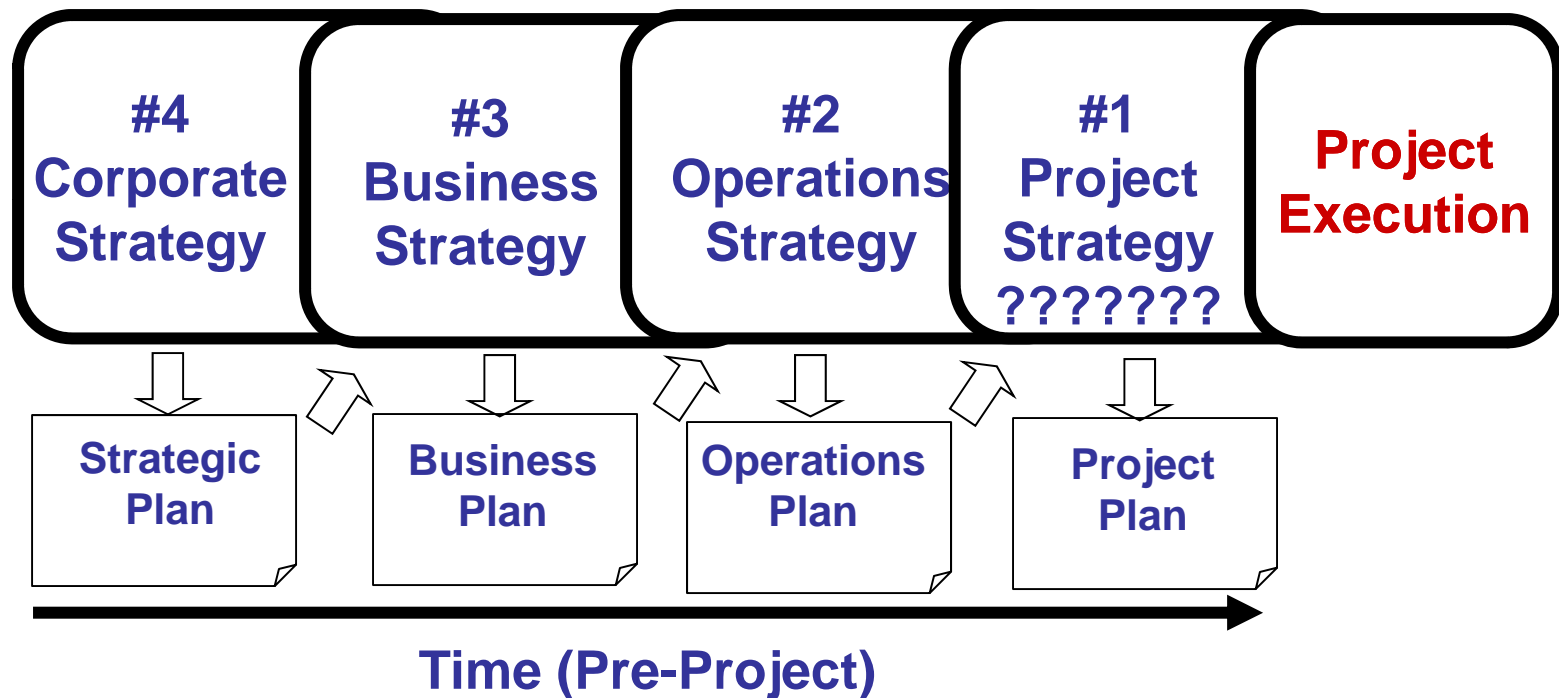 #4
Corporate
Strategy
#3
Business
Strategy
#2
Operations
Strategy
#1
Project
Strategy
???????
Project
Execution
Strategic
Plan
Business
Plan
Operations
Plan
Project
Plan
Time (Pre-Project)